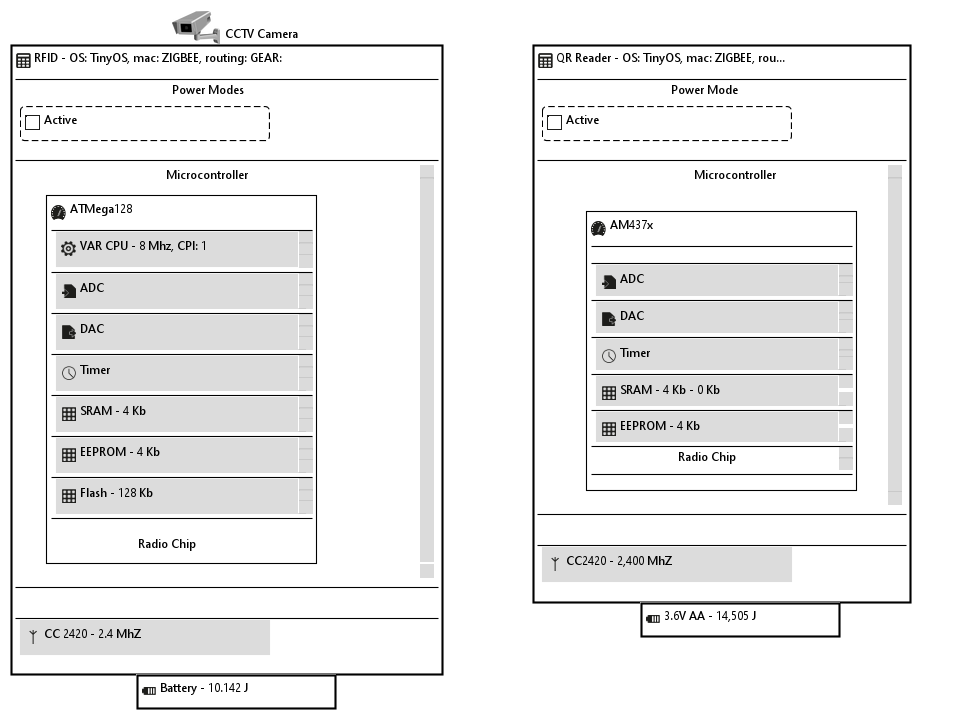 CCTV Camera
RFID - OS: TinyOS, mac: ZIGBEE, routing: GEAR:
Power Modes
Active
Microcontroller
ATMega128
VAR CPU - 8 Mhz, CPI: 1
ADC
DAC
Timer
SRAM - 4 Kb
EEPROM - 4 Kb
Flash - 128 Kb
Radio Chip
CC 2420 - 2.4 MhZ
Battery - 10.142 J
QR Reader - OS: TinyOS, mac: ZIGBEE, rou...
Power Mode
Active
Microcontroller
AM437x
ADC
DAC
Timer
SRAM - 4 Kb - 0 Kb
EEPROM - 4 Kb
Radio Chip
CC2420 - 2,400 MhZ
3.6V AA - 14,505 J